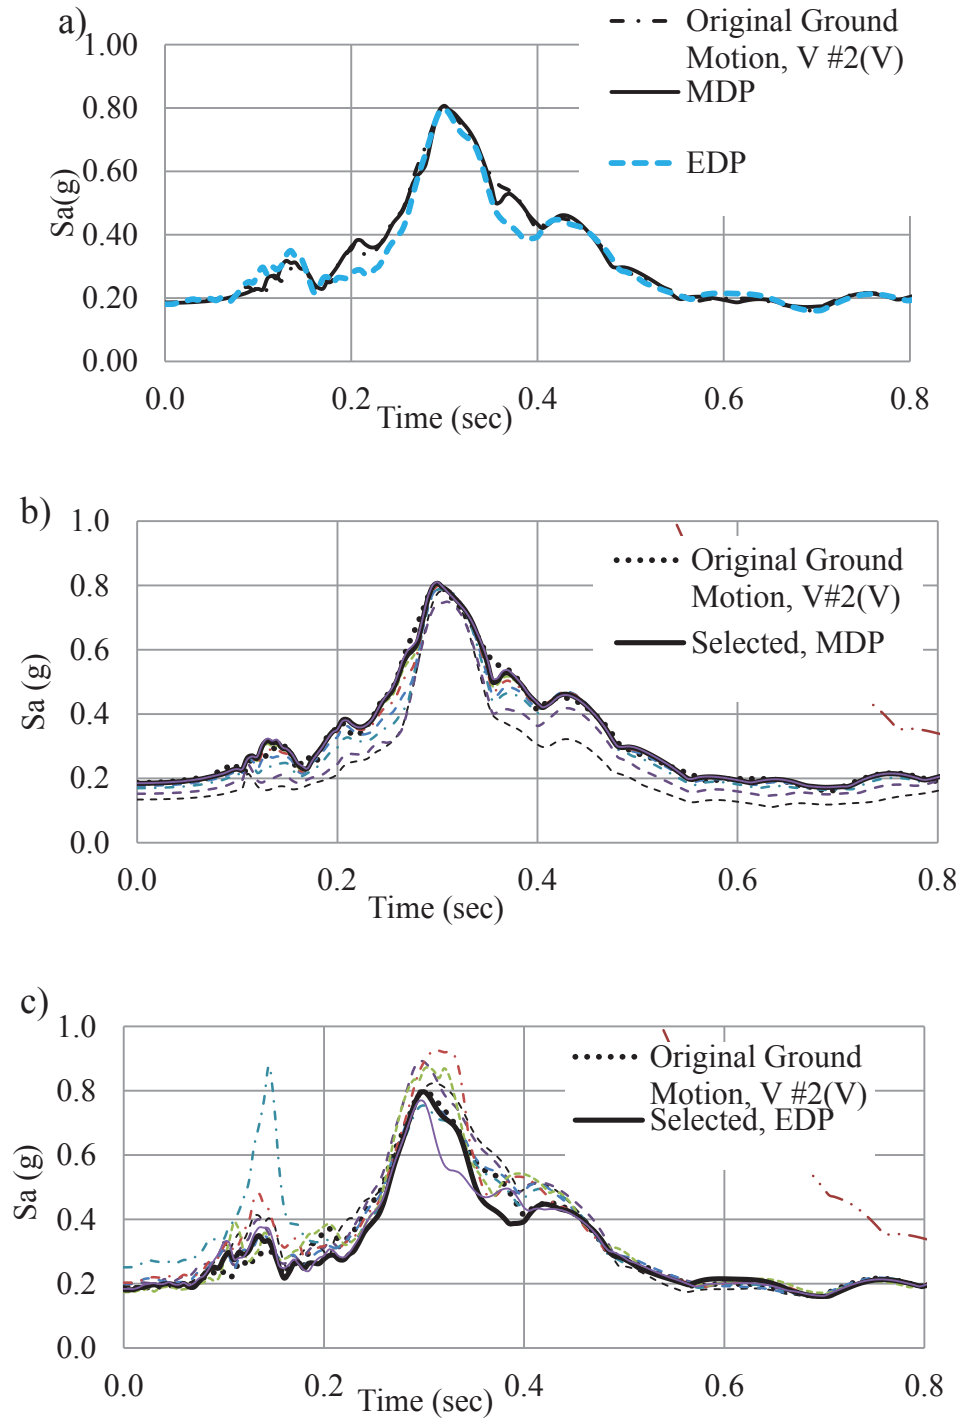 a)
1.00
0.80
0.60
0.40
0.20
0.00
Sa(g)
0.0
0.2
0.4
0.6
0.8
Time (sec)
Original Ground
Motion, V #2(V)
MDP
EDP
b)
1.0
0.8
0.6
0.4
0.2
0.0
Sa (g)
0.0
0.2
0.4
0.6
0.8
Time (sec)
Original Ground
Motion, V#2(V)
Selected, MDP
c)
1.0
0.8
0.6
0.4
0.2
0.0
Sa (g)
0.0
0.2
0.4
0.6
0.8
Time (sec)
Original Ground
Motion, V #2(V)
Selected, EDP